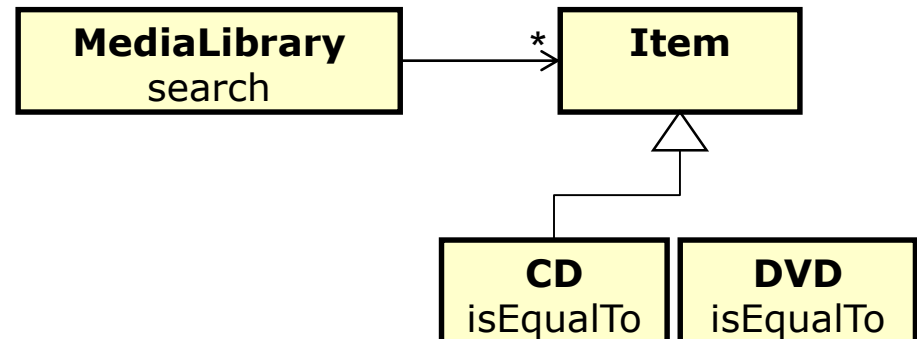 MediaLibrary
search
*
Item
CD
isEqualTo
DVD
isEqualTo